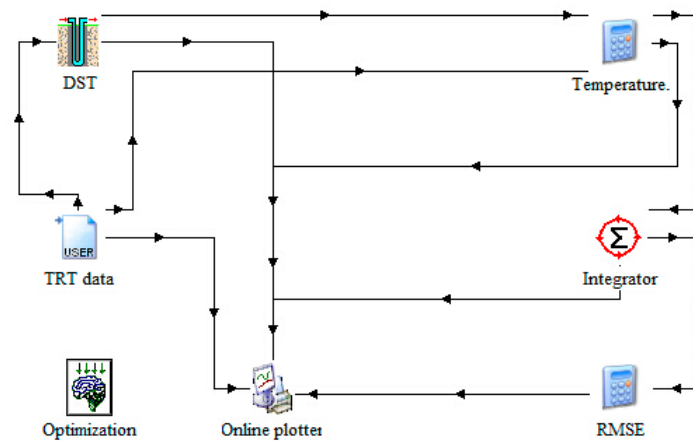 DST
Temperature.
USER
TRT data
Σ
Integrator
Optimization
Online plotter
RMSE